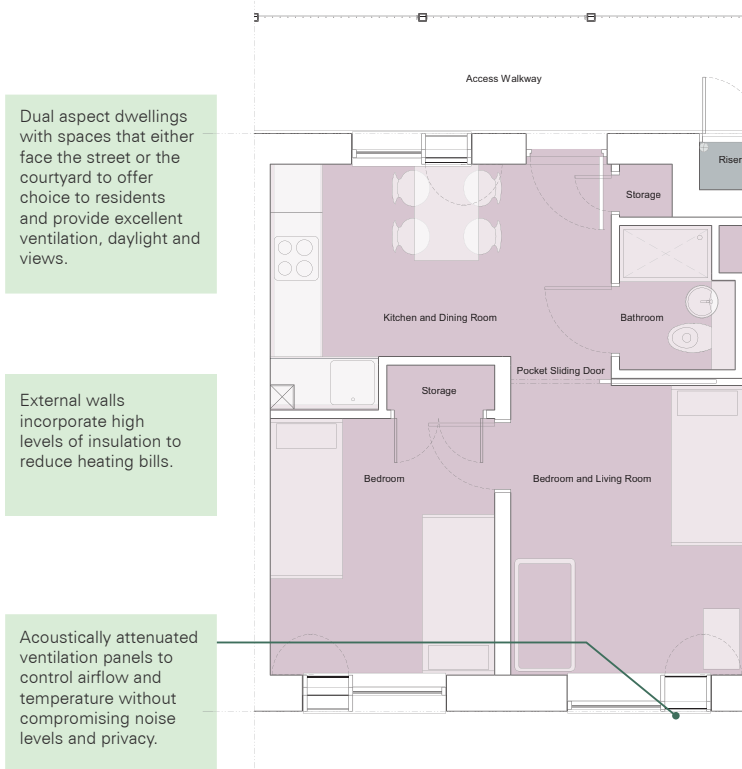 Access Walkway
Dual aspect dwellings
with spaces that either
face the street or the
courtyard to offer
choice to residents
and provide excellent
ventilation, daylight and
views.
Riser
Storage
Kitchen and Dining Room
Bathroom
Pocket Sliding Door
Storage
External walls
incorporate high
levels of insulation to
reduce heating bills.
Bedroom
Bedroom and Living Room
Acoustically attenuated
ventilation panels to
control airflow and
temperature without
compromising noise
levels and privacy.